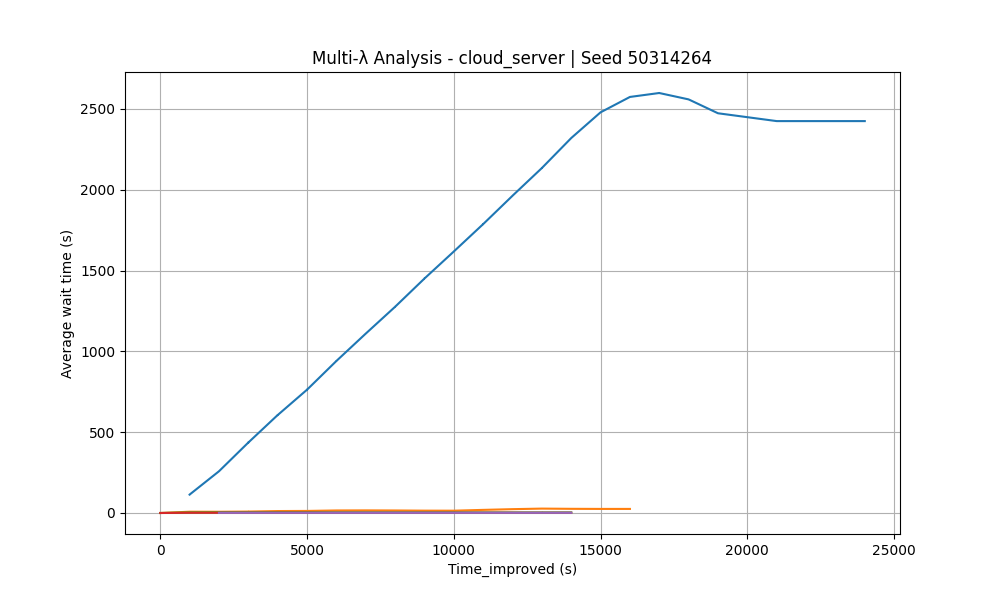 Multi-λ Analysis - cloud_server | Seed 50314264
Average wait time (s)
2500
2000
1500
1000
500
0
0 5000 10000 15000 20000 25000
Time_improved (s)